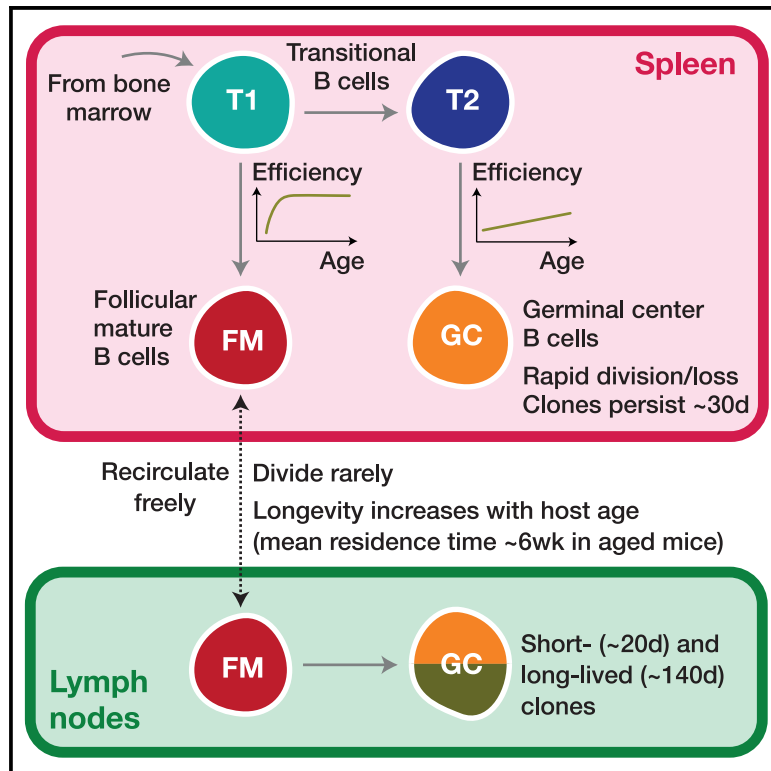 Spleen
From bone
marrow
T1
Transitional
B cells
T2
Efficiency
Age
Efficiency
Age
Follicular
mature
B cells
FM
GC
Germinal center
B cells
Rapid division/loss
Clones persist ~30d
Recirculate
freely
Divide rarely
Longevity increases with host age
(mean residence time ~6wk in aged mice)
Lymph
nodes
FM
GC
Short- (~20d) and
long-lived (~140d)
clones